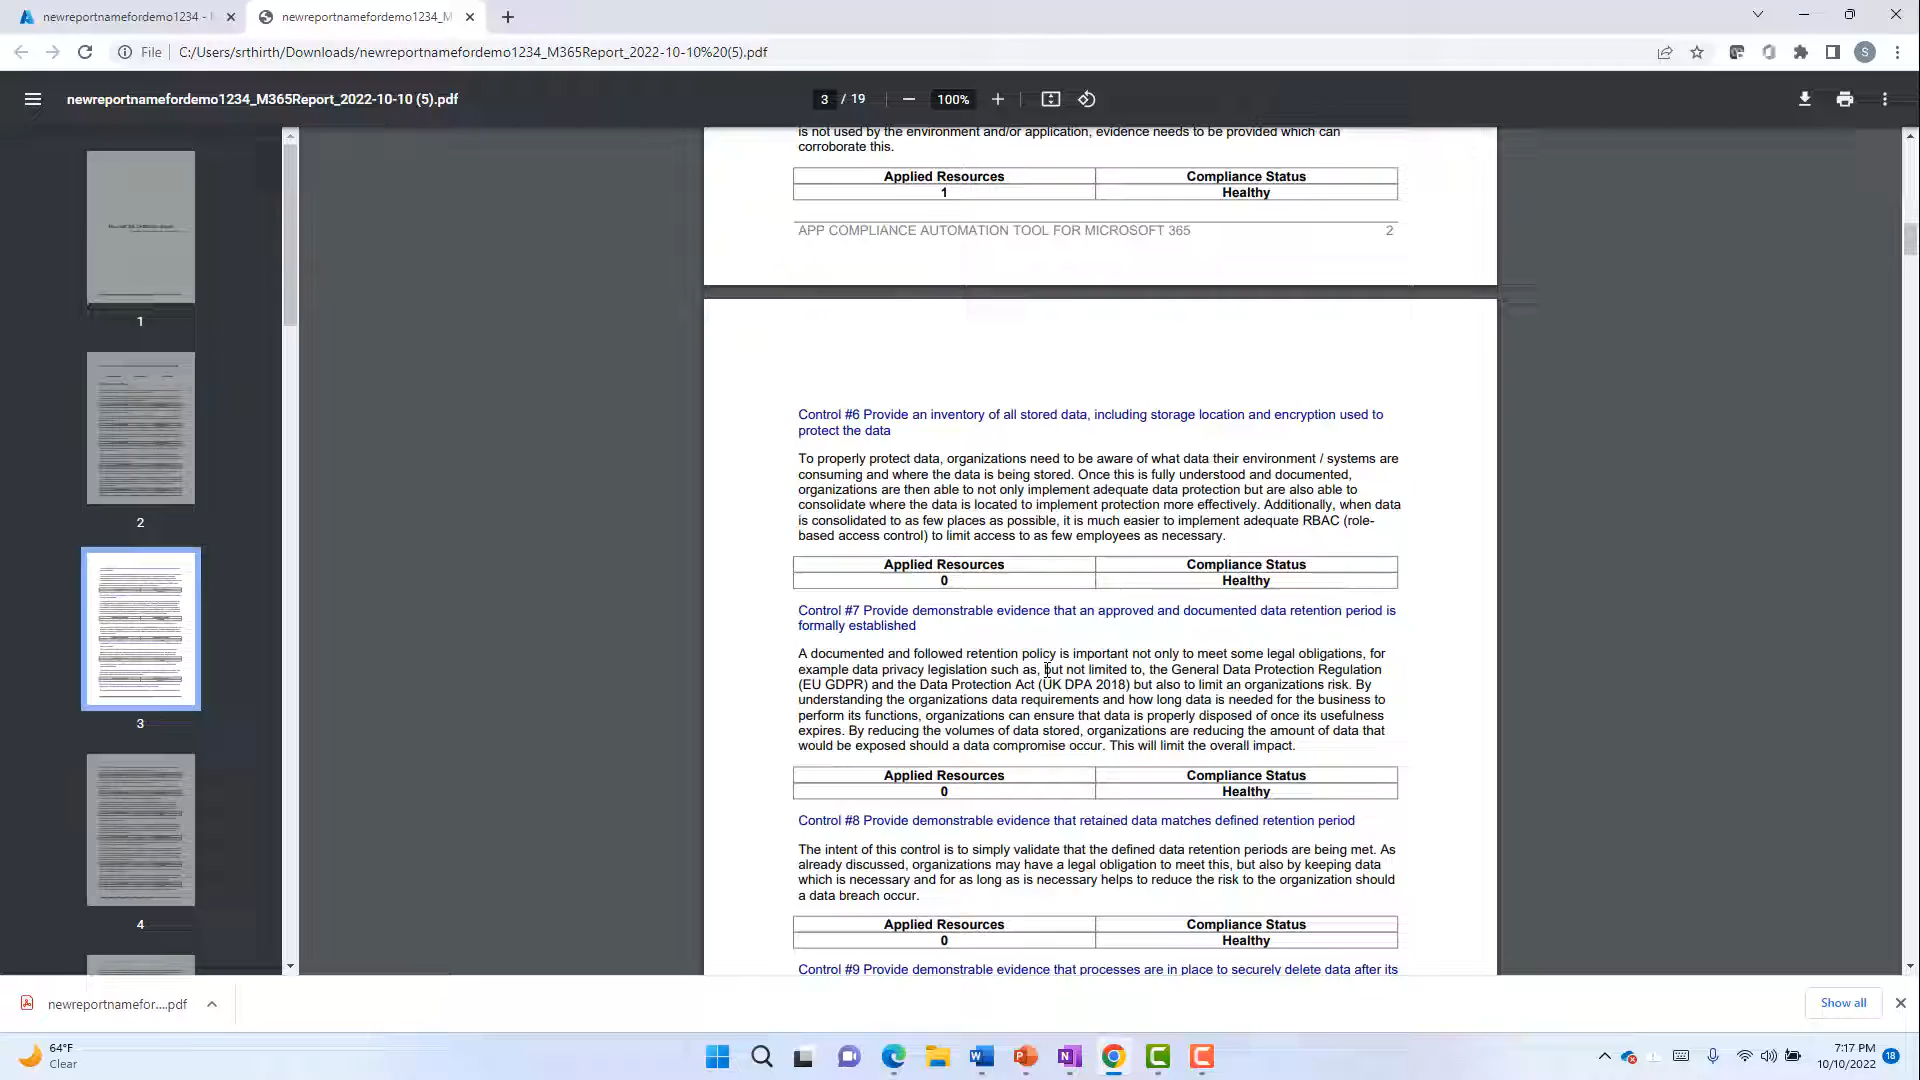 newreportnamefordemo1234 -
newreportnamefordemo1234_M
File
C:/Users/srthirth/Downloads/newreportnamefordemo1234_M365Report_2022-10-10%20(5).pdf
S
newreportnamefordemo1234_M365Report_2022-10-10 (5).pdf
3 / 19
100%
1
2
3
4
is not used by the environment and/or application, evidence needs to be provided which can
corroborate this.
Applied Resources Compliance Status
1 Healthy
APP COMPLIANCE AUTOMATION TOOL FOR MICROSOFT 365 2
Control #6 Provide an inventory of all stored data, including storage location and encryption used to
protect the data
To properly protect data, organizations need to be aware of what data their environment / systems are
consuming and where the data is being stored. Once this is fully understood and documented,
organizations are then able to not only implement adequate data protection but are also able to
consolidate where the data is located to implement protection more effectively. Additionally, when data
is consolidated to as few places as possible, it is much easier to implement adequate RBAC (role-
based access control) to limit access to as few employees as necessary.
Applied Resources Compliance Status
0 Healthy
Control #7 Provide demonstrable evidence that an approved and documented data retention period is
formally established
A documented and followed retention policy is important not only to meet some legal obligations, for
example data privacy legislation such as, but not limited to, the General Data Protection Regulation
(EU GDPR) and the Data Protection Act (UK DPA 2018) but also to limit an organizations risk. By
understanding the organizations data requirements and how long data is needed for the business to
perform its functions, organizations can ensure that data is properly disposed of once its usefulness
expires. By reducing the volumes of data stored, organizations are reducing the amount of data that
would be exposed should a data compromise occur. This will limit the overall impact.
Applied Resources Compliance Status
0 Healthy
Control #8 Provide demonstrable evidence that retained data matches defined retention period
The intent of this control is to simply validate that the defined data retention periods are being met. As
already discussed, organizations may have a legal obligation to meet this, but also by keeping data
which is necessary and for as long as is necessary helps to reduce the risk to the organization should
a data breach occur.
Applied Resources Compliance Status
0 Healthy
Control #9 Provide demonstrable evidence that processes are in place to securely delete data after its
newreportnamefor....pdf
Show all
64°F
Clear
7:17 PM
10/10/2022
18